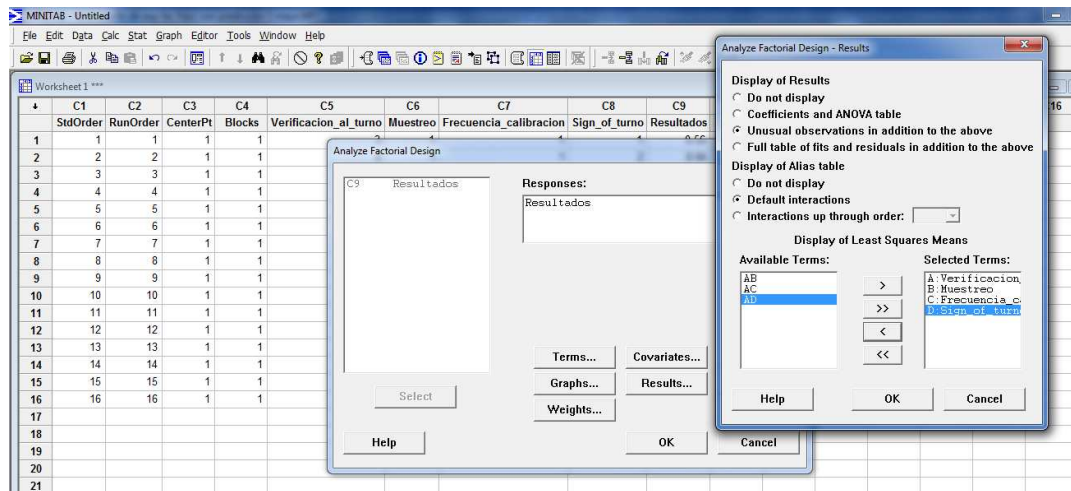 MINITAB - Untitled
File Edit Data Calc Stat Graph Editor Tools Window Help
Worksheet 1 ***
C1 C2 C3 C4 C5 C6 C7 C8 C9 C16
StdOrder RunOrder CenterPt Blocks Verificacion_al_turno Muestreo Frecuencia_calibracion Sign_of_turno Resultados
1 1 1 1 1
2 2 2 1 1
3 3 3 1 1
4 4 4 1 1
5 5 5 1 1
6 6 6 1 1
7 7 7 1 1
8 8 8 1 1
9 9 9 1 1
10 10 10 1 1
11 11 11 1 1
12 12 12 1 1
13 13 13 1 1
14 14 14 1 1
15 15 15 1 1
16 16 16 1 1
17
18
19
20
21
Analyze Factorial Design
C9 Resultados
Responses:
Resultados
Select
Terms... Covariates...
Graphs... Results...
Weights...
Help OK Cancel
Analyze Factorial Design - Results
Display of Results
Do not display
Coefficients and ANOVA table
Unusual observations in addition to the above
Full table of fits and residuals in addition to the above
Display of Alias table
Do not display
Default interactions
Interactions up through order:
Display of Least Squares Means
Available Terms: Selected Terms:
AB
AC
AD
>
>>
<
<<
A:Verificacion_
B:Muestreo
C:Frecuencia_ca
D:Sign_of_turn
Help OK Cancel